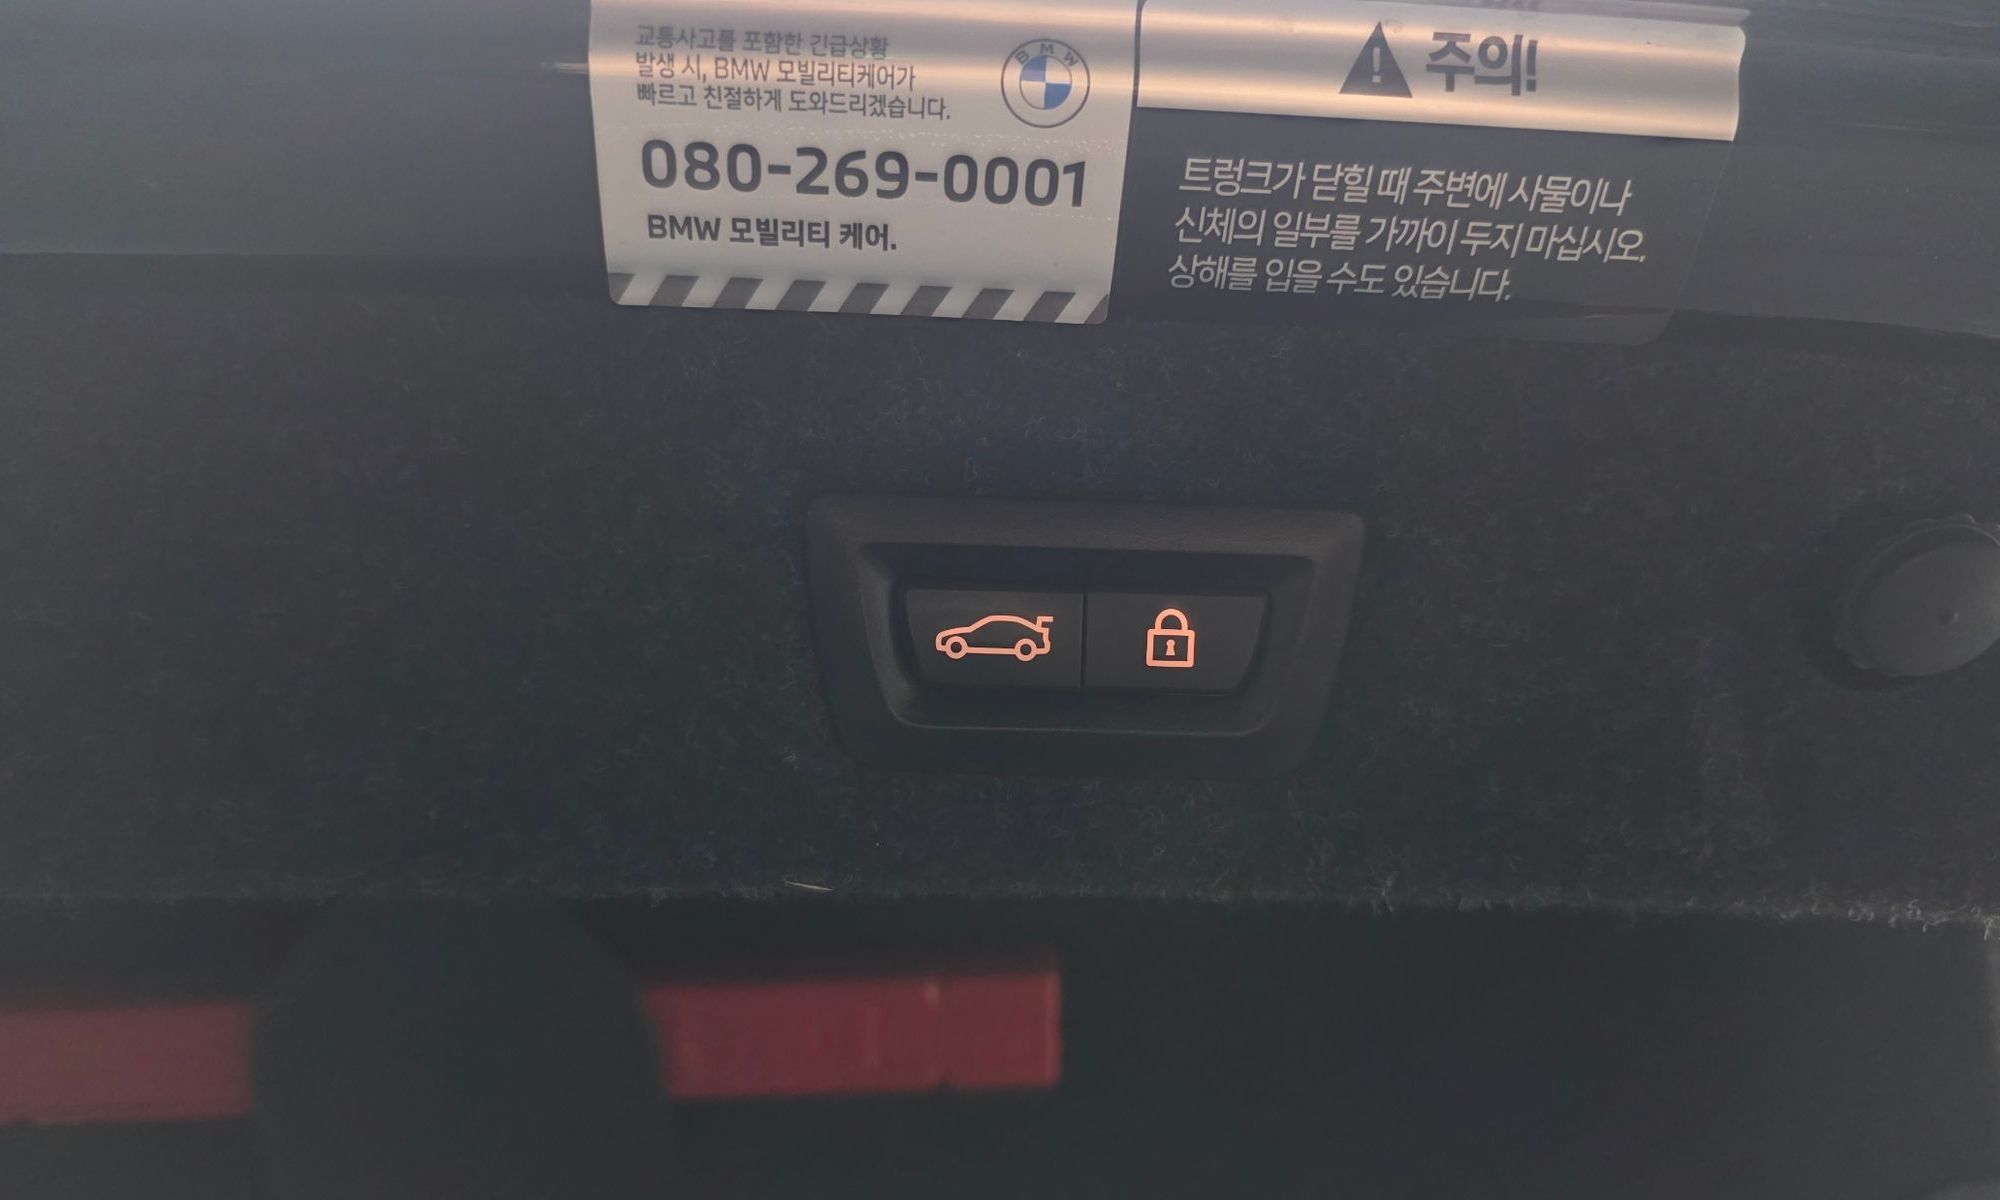 교통사고를 포함한 긴급상황
발생 시, BMW 모빌리티케어가
빠르고 친절하게 도와드리겠습니다.
BMW
080-269-0001
BMW 모빌리티 케어.
주의!
트렁크가 닫힐 때 주변에 사물이나
신체의 일부를 가까이 두지 마십시오.
상해를 입을 수도 있습니다.